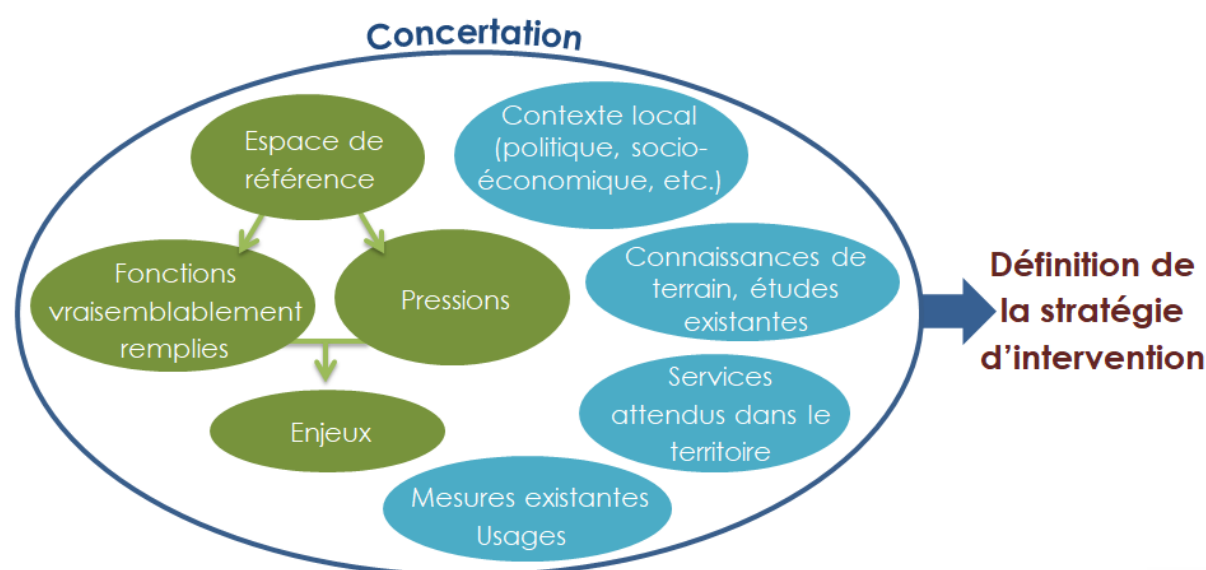 Concertation
Espace de
référence
Contexte local
(politique, socio-
économique, etc.)
Fonctions
vraisemblablement
remplies
Pressions
Connaissances de
terrain, études
existantes
Enjeux
Services
attendus dans le
territoire
Mesures existantes
Usages
Définition de
la stratégie
d’intervention